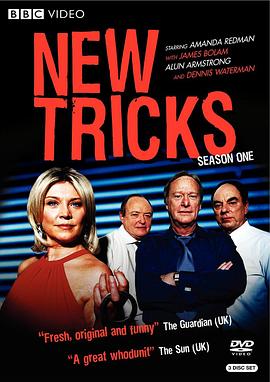 BBC VIDEO
NEW
TRICKS
SEASON ONE
STARRING AMANDA REDMAN
WITH JAMES BOLAM
ALUN ARMSTRONG
AND DENNIS WATERMAN
"Fresh, original and funny" The Guardian (UK)
"A great whodunit" The Sun (UK)
DVD
VIDEO
3 DISC SET